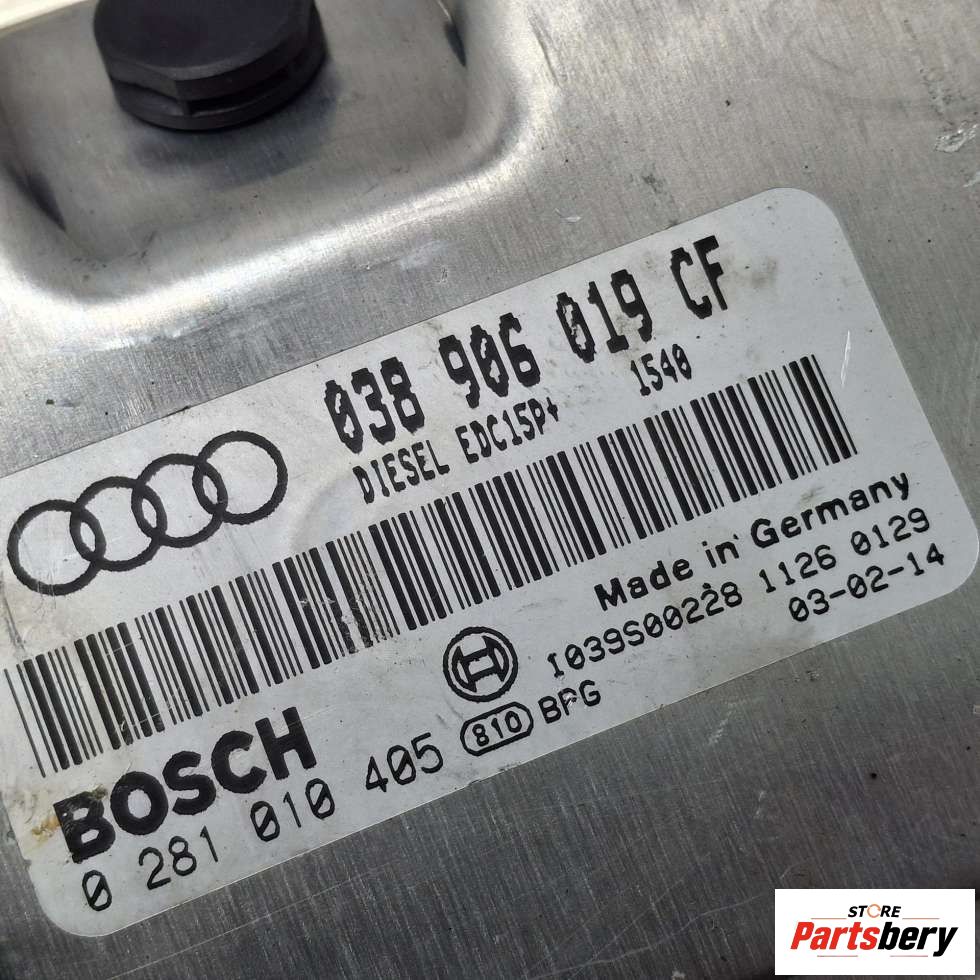 038 906 019 CF
DIESEL EDC15P+ 1540
Made in Germany
I039S00228 1126 0129
03-02-14
BOSCH
0 281 010 405
810 BPG
STORE
Partsbery